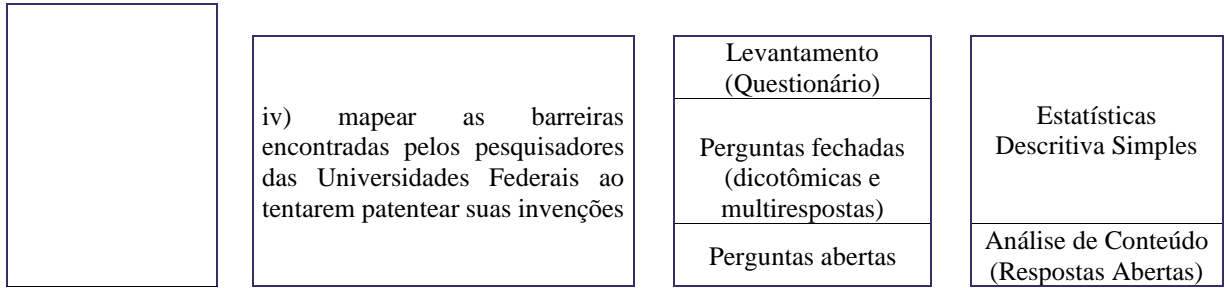 iv) mapear as barreiras
encontradas pelos pesquisadores
das Universidades Federais ao
tentarem patentear suas invenções
Levantamento
(Questionário)
Perguntas fechadas
(dicotômicas e
multirespostas)
Perguntas abertas
Estatísticas
Descritiva Simples
Análise de Conteúdo
(Respostas Abertas)